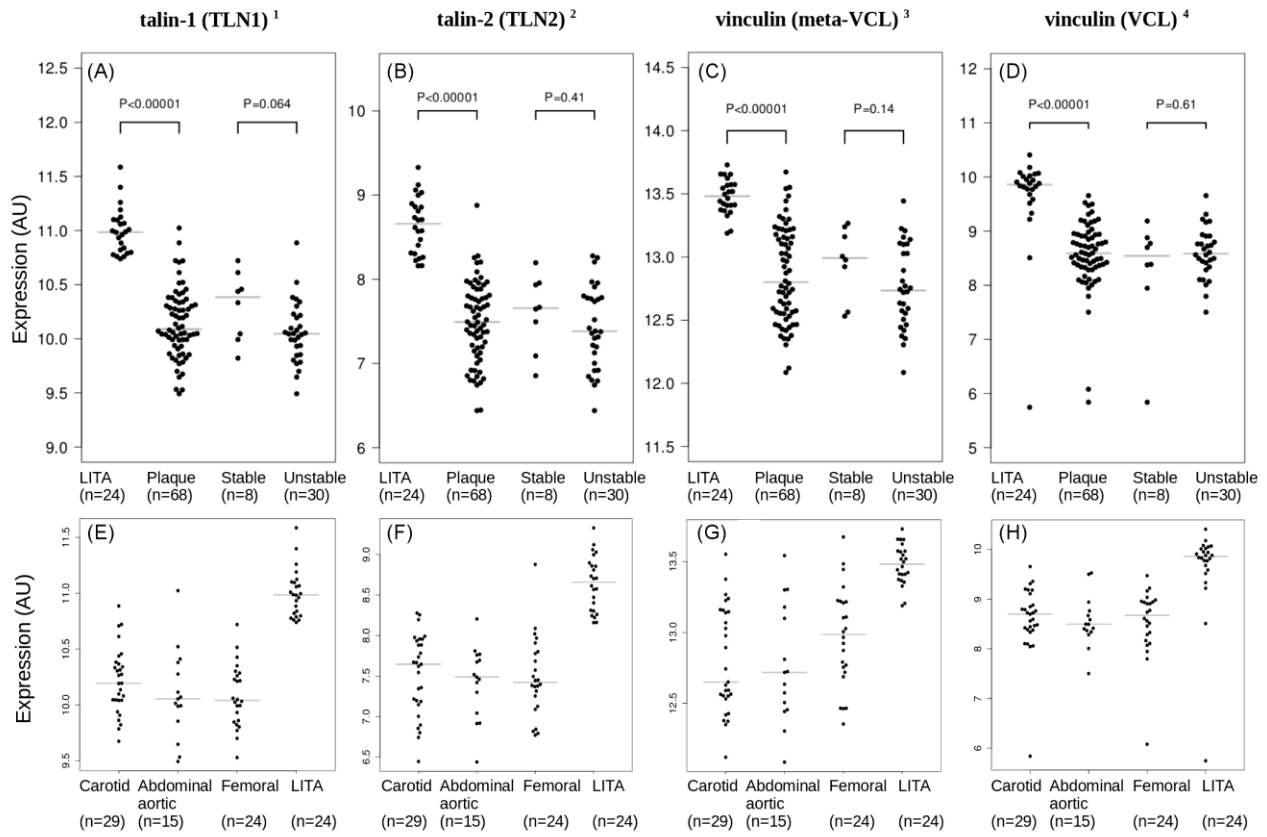 talin-1 (TLN1) 1
talin-2 (TLN2) 2
vinculin (meta-VCL) 3
vinculin (VCL) 4
Expression (AU)
(A)
12.5
12.0
11.5
11.0
10.5
10.0
9.5
9.0
P<0.00001
P=0.064
LITA
(n=24)
Plaque
(n=68)
Stable
(n=8)
Unstable
(n=30)
(B)
10
9
8
7
6
P<0.00001
P=0.41
LITA
(n=24)
Plaque
(n=68)
Stable
(n=8)
Unstable
(n=30)
(C)
14.5
14.0
13.5
13.0
12.5
12.0
11.5
P<0.00001
P=0.14
LITA
(n=24)
Plaque
(n=68)
Stable
(n=8)
Unstable
(n=30)
(D)
12
11
10
9
8
7
6
5
P<0.00001
P=0.61
LITA
(n=24)
Plaque
(n=68)
Stable
(n=8)
Unstable
(n=30)
Expression (AU)
(E)
11.5
11.0
10.5
10.0
9.5
Carotid
(n=29)
Abdominal
aortic
(n=15)
Femoral
(n=24)
LITA
(n=24)
(F)
9.0
8.5
8.0
7.5
7.0
6.5
Carotid
(n=29)
Abdominal
aortic
(n=15)
Femoral
(n=24)
LITA
(n=24)
(G)
13.5
13.0
12.5
Carotid
(n=29)
Abdominal
aortic
(n=15)
Femoral
(n=24)
LITA
(n=24)
(H)
10
9
8
7
6
Carotid
(n=29)
Abdominal
aortic
(n=15)
Femoral
(n=24)
LITA
(n=24)